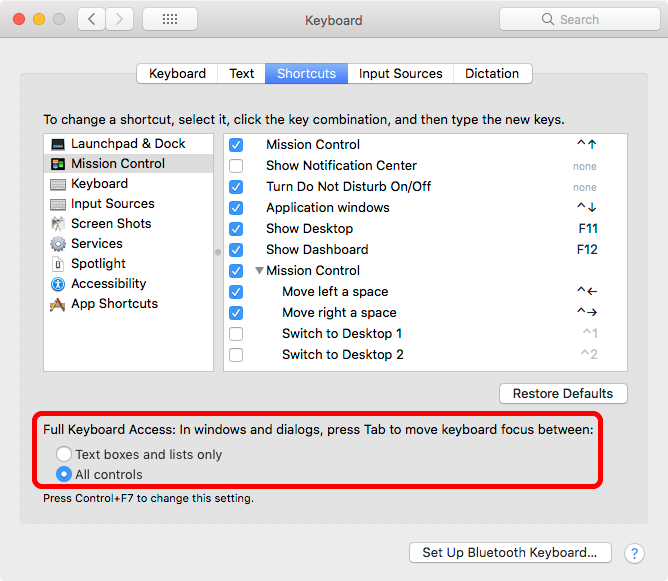 Keyboard
Search
Keyboard Text Shortcuts Input Sources Dictation
To change a shortcut, select it, click the key combination, and then type the new keys.
Launchpad & Dock
Mission Control
Keyboard
Input Sources
Screen Shots
Services
Spotlight
Accessibility
App Shortcuts
Mission Control ^↑
Show Notification Center none
Turn Do Not Disturb On/Off none
Application windows ^↓
Show Desktop F11
Show Dashboard F12
Mission Control
Move left a space ^←
Move right a space ^→
Switch to Desktop 1 ^1
Switch to Desktop 2 ^2
Restore Defaults
Full Keyboard Access: In windows and dialogs, press Tab to move keyboard focus between:
Text boxes and lists only
All controls
Press Control+F7 to change this setting.
Set Up Bluetooth Keyboard... ?